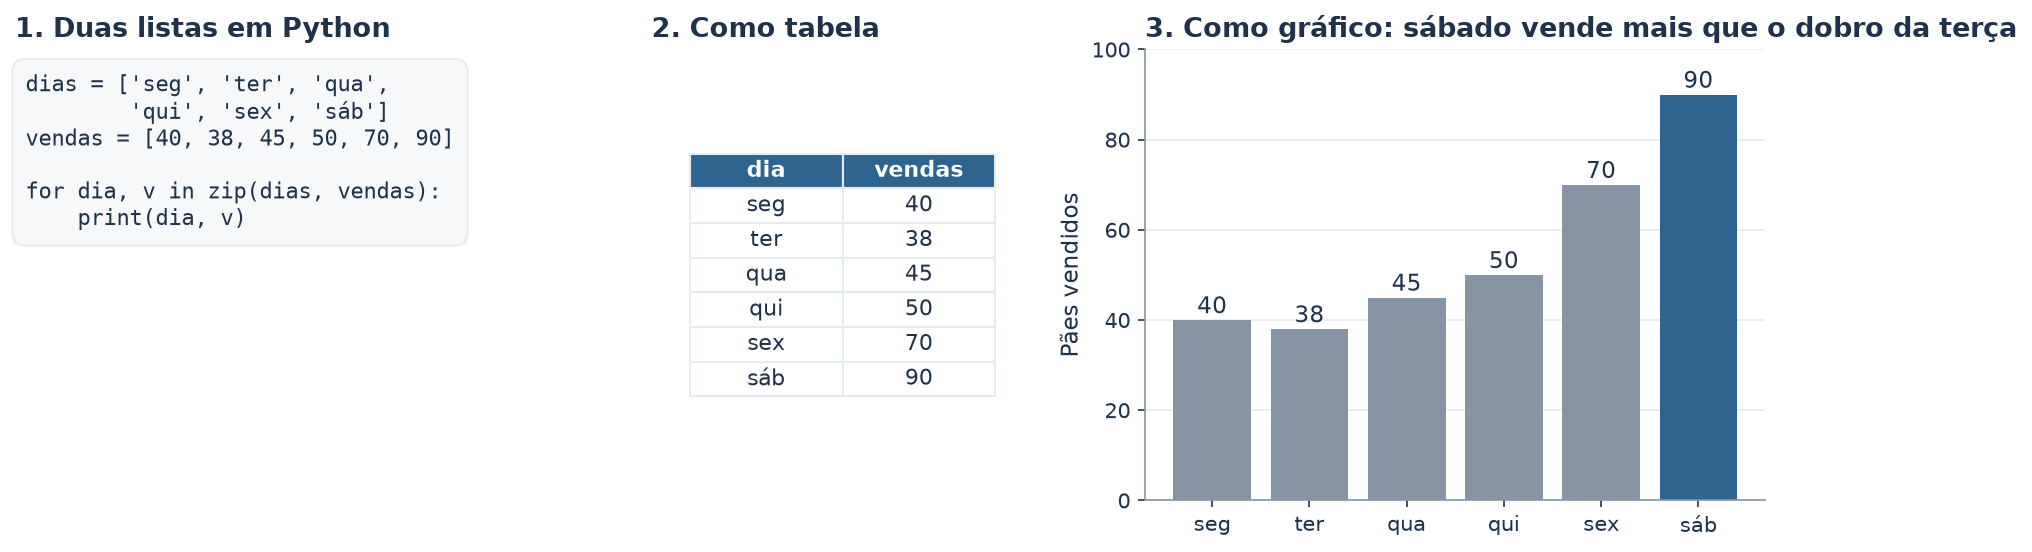 1. Duas listas em Python
dias = ['seg', 'ter', 'qua',
        'qui', 'sex', 'sáb']
vendas = [40, 38, 45, 50, 70, 90]
for dia, v in zip(dias, vendas):
    print(dia, v)
2. Como tabela
dia vendas
seg 40
ter 38
qua 45
qui 50
sex 70
sáb 90
3. Como gráfico: sábado vende mais que o dobro da terça
Pães vendidos
100
80
60
40
20
0
40
38
45
50
70
90
seg ter qua qui sex sáb